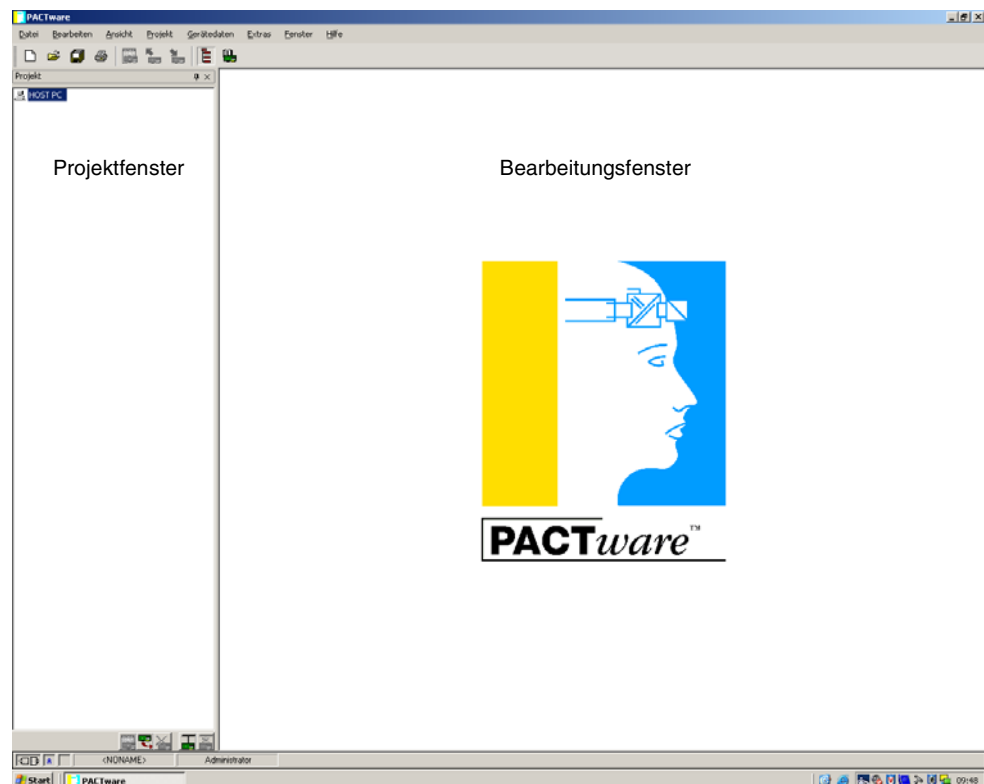 PACTware
Datei Bearbeiten Ansicht Projekt Gerätedaten Extras Fenster Hilfe
Projekt
HOST PC
Projektfenster
Bearbeitungsfenster
PACTware™
<NONAME> Administrator
Start PACTware 09:48